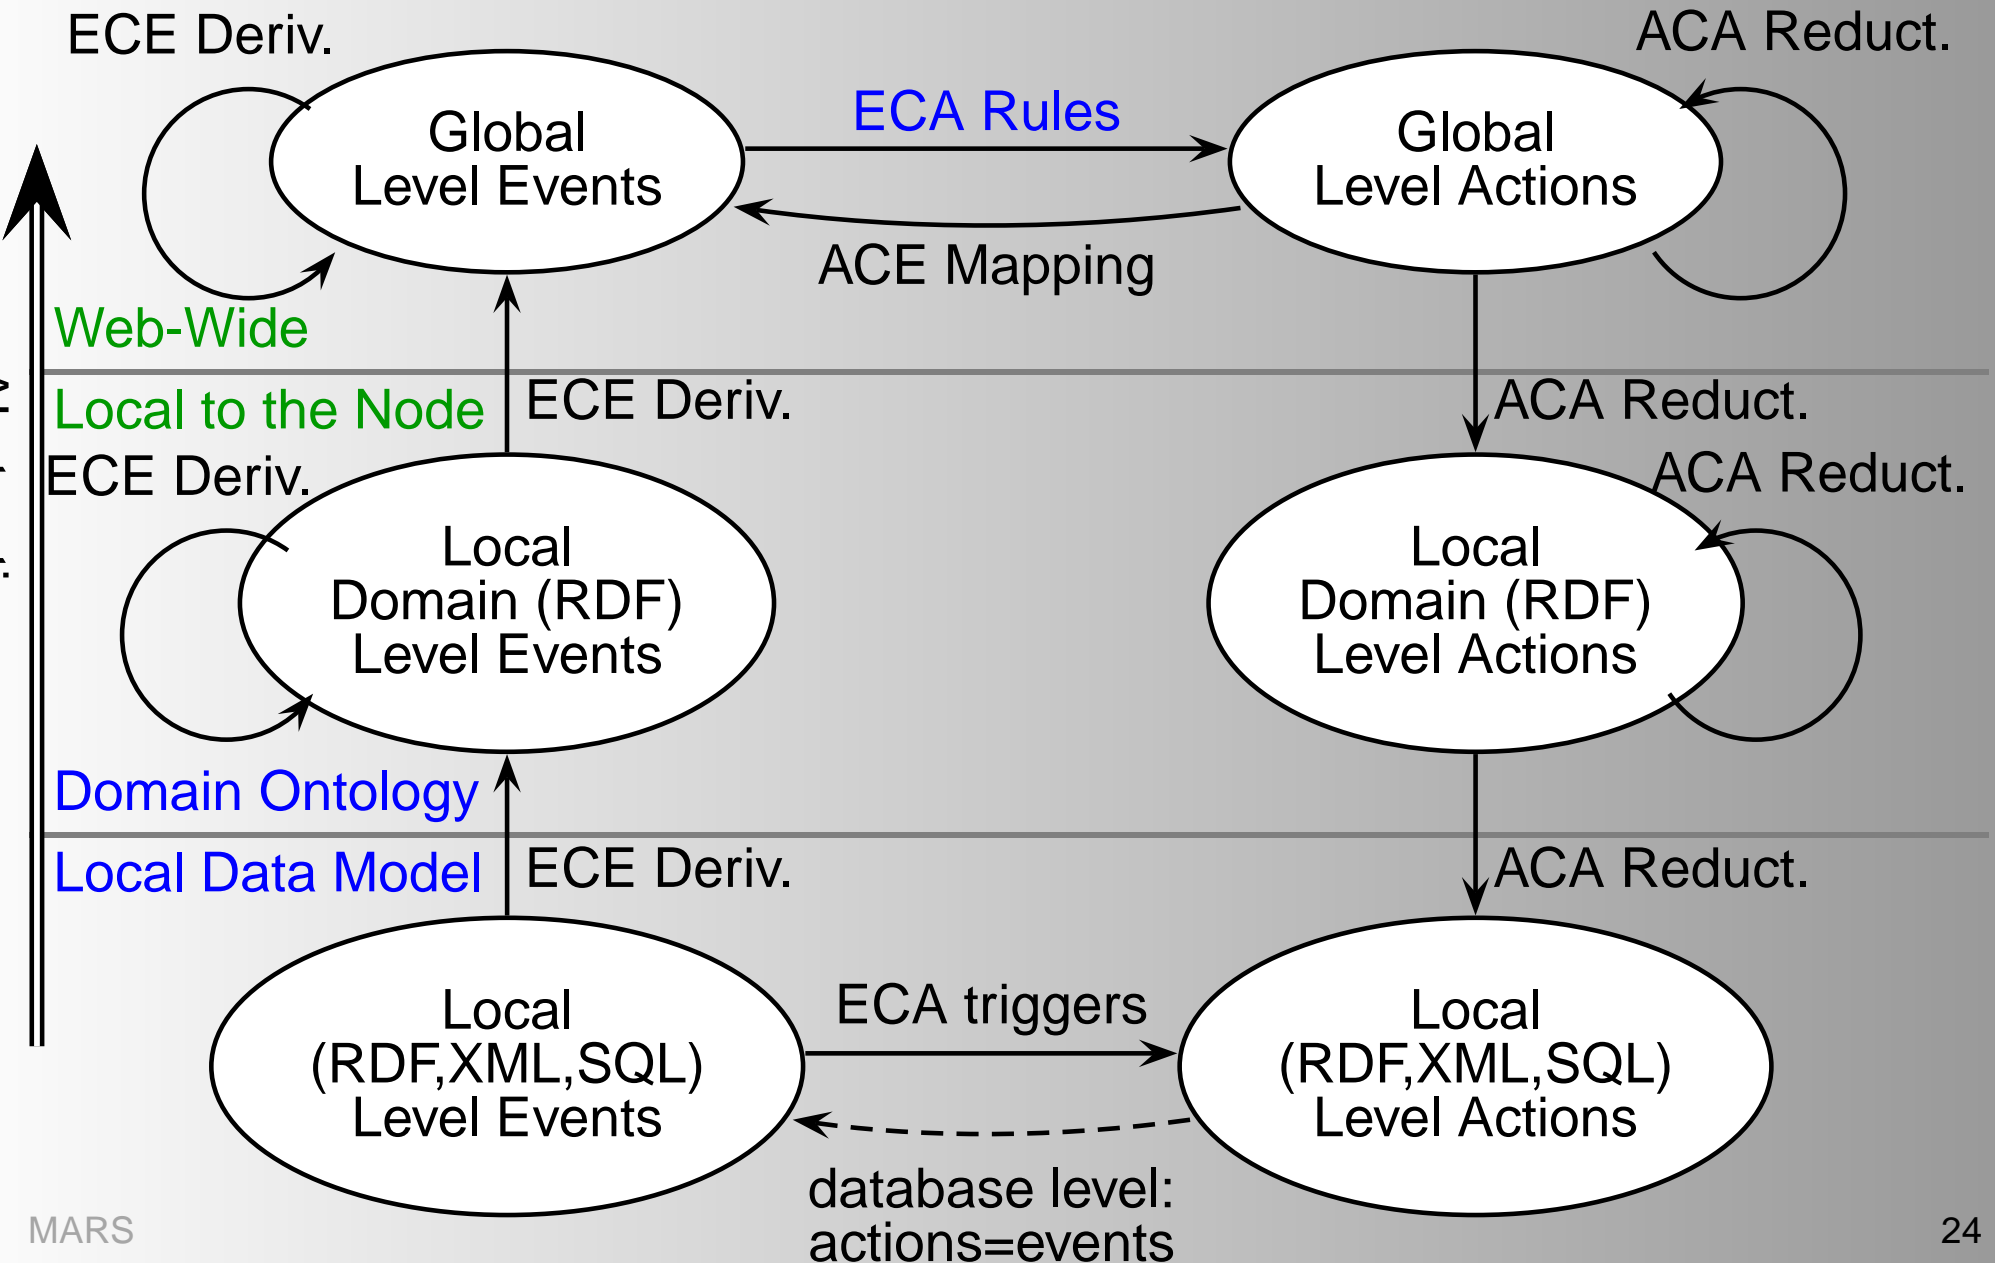 ECE Deriv.
ACA Reduct.
Global
Level Events
ECA Rules
Global
Level Actions
ACE Mapping
Web-Wide
Local to the Node
ECE Deriv.
ACA Reduct.
ECE Deriv.
ACA Reduct.
Local
Domain (RDF)
Level Events
Local
Domain (RDF)
Level Actions
Domain Ontology
Local Data Model
ECE Deriv.
ACA Reduct.
Local
(RDF,XML,SQL)
Level Events
ECA triggers
Local
(RDF,XML,SQL)
Level Actions
database level:
actions=events
MARS
24